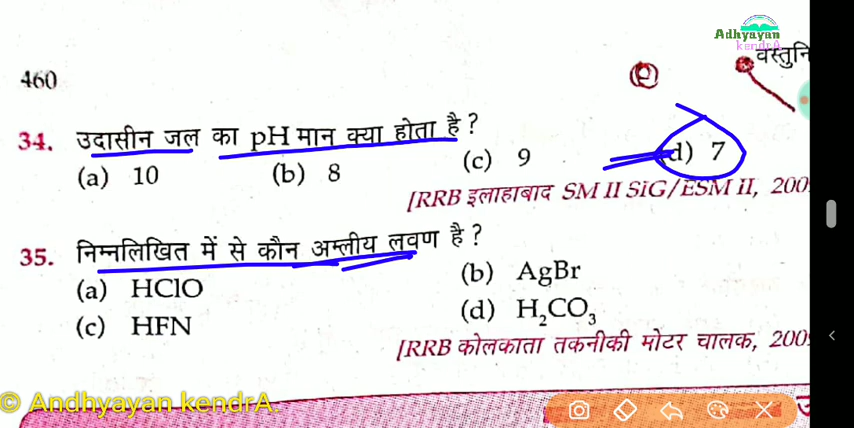 Adhyayan
kendrA
वस्तुनि
460
34. उदासीन जल का pH मान क्या होता है ?
(a) 10 (b) 8 (c) 9 (d) 7
[RRB इलाहाबाद SM II SiG/ESM II, 200
35. निम्नलिखित में से कौन अम्लीय लवण है ?
(a) HClO (b) AgBr
(c) HFN (d) H₂CO₃
[RRB कोलकाता तकनीकी मोटर चालक, 200
© Andhyayan kendrA.